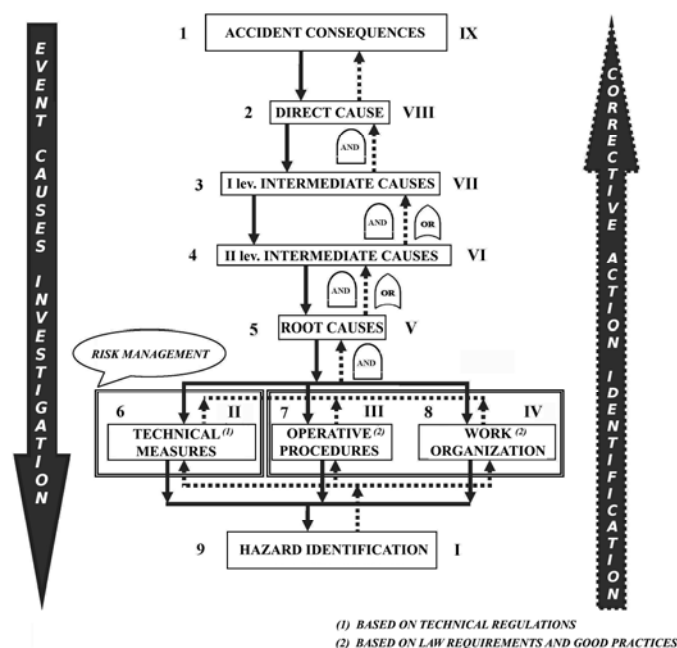 EVENT CAUSES INVESTIGATION
1 ACCIDENT CONSEQUENCES IX
2 DIRECT CAUSE VIII
AND
3 I lev. INTERMEDIATE CAUSES VII
AND OR
4 II lev. INTERMEDIATE CAUSES VI
AND OR
5 ROOT CAUSES V
AND
RISK MANAGEMENT
6 II
TECHNICAL (1)
MEASURES
7 III
OPERATIVE (2)
PROCEDURES
8 IV
WORK (2)
ORGANIZATION
9 HAZARD IDENTIFICATION I
CORRECTIVE ACTION IDENTIFICATION
(1) BASED ON TECHNICAL REGULATIONS
(2) BASED ON LAW REQUIREMENTS AND GOOD PRACTICES